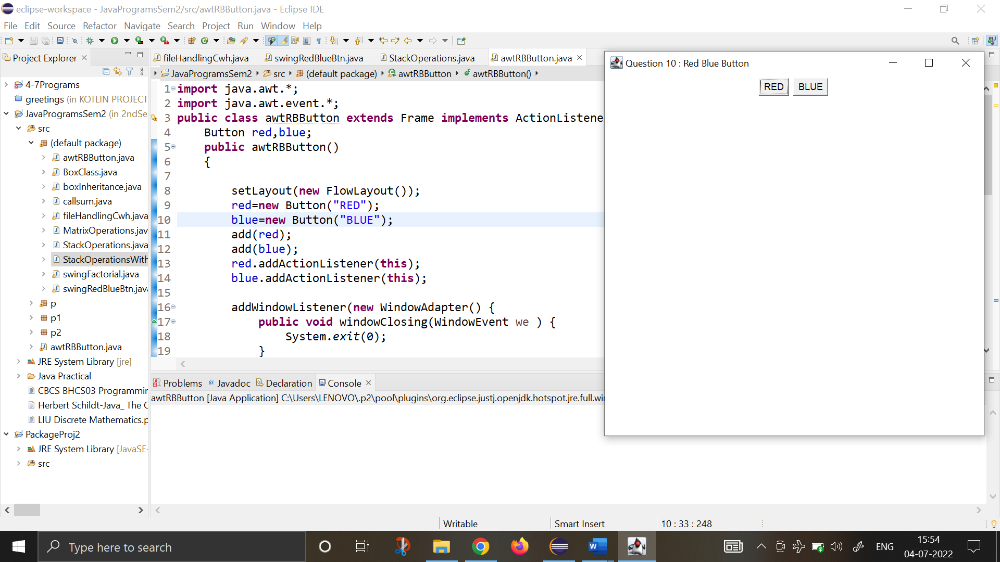 eclipse-workspace - JavaProgramsSem2/src/awtRBButton.java - Eclipse IDE
File Edit Source Refactor Navigate Search Project Run Window Help
Project Explorer
4-7Programs
greetings (in KOTLIN PROJECT
JavaProgramsSem2 (in 2ndSe
src
(default package)
awtRBButton.java
BoxClass.java
boxInheritance.java
callsum.java
fileHandlingCwh.java
MatrixOperations.jav
StackOperations.java
StackOperationsWith
swingFactorial.java
swingRedBlueBtn.jav
p
p1
p2
awtRBButton.java
JRE System Library [jre]
Java Practical
CBCS BHCS03 Programmin
Herbert Schildt-Java_ The C
LIU Discrete Mathematics.p
PackageProj2
JRE System Library [JavaSE-
src
fileHandlingCwh.java swingRedBlueBtn.java StackOperations.java awtRBButton.java
JavaProgramsSem2 src (default package) awtRBButton awtRBButton()
1 import java.awt.*;
2 import java.awt.event.*;
3 public class awtRBButton extends Frame implements ActionListene
4 Button red,blue;
5 public awtRBButton()
6 {
7
8 setLayout(new FlowLayout());
9 red=new Button("RED");
10 blue=new Button("BLUE");
11 add(red);
12 add(blue);
13 red.addActionListener(this);
14 blue.addActionListener(this);
15
16 addWindowListener(new WindowAdapter() {
17 public void windowClosing(WindowEvent we ) {
18 System.exit(0);
19 }
Problems @ Javadoc Declaration Console
awtRBButton [Java Application] C:\Users\LENOVO\.p2\pool\plugins\org.eclipse.justj.openjdk.hotspot.jre.full.wi
Question 10 : Red Blue Button
RED BLUE
Writable Smart Insert 10 : 33 : 248
Type here to search
ENG
15:54
04-07-2022